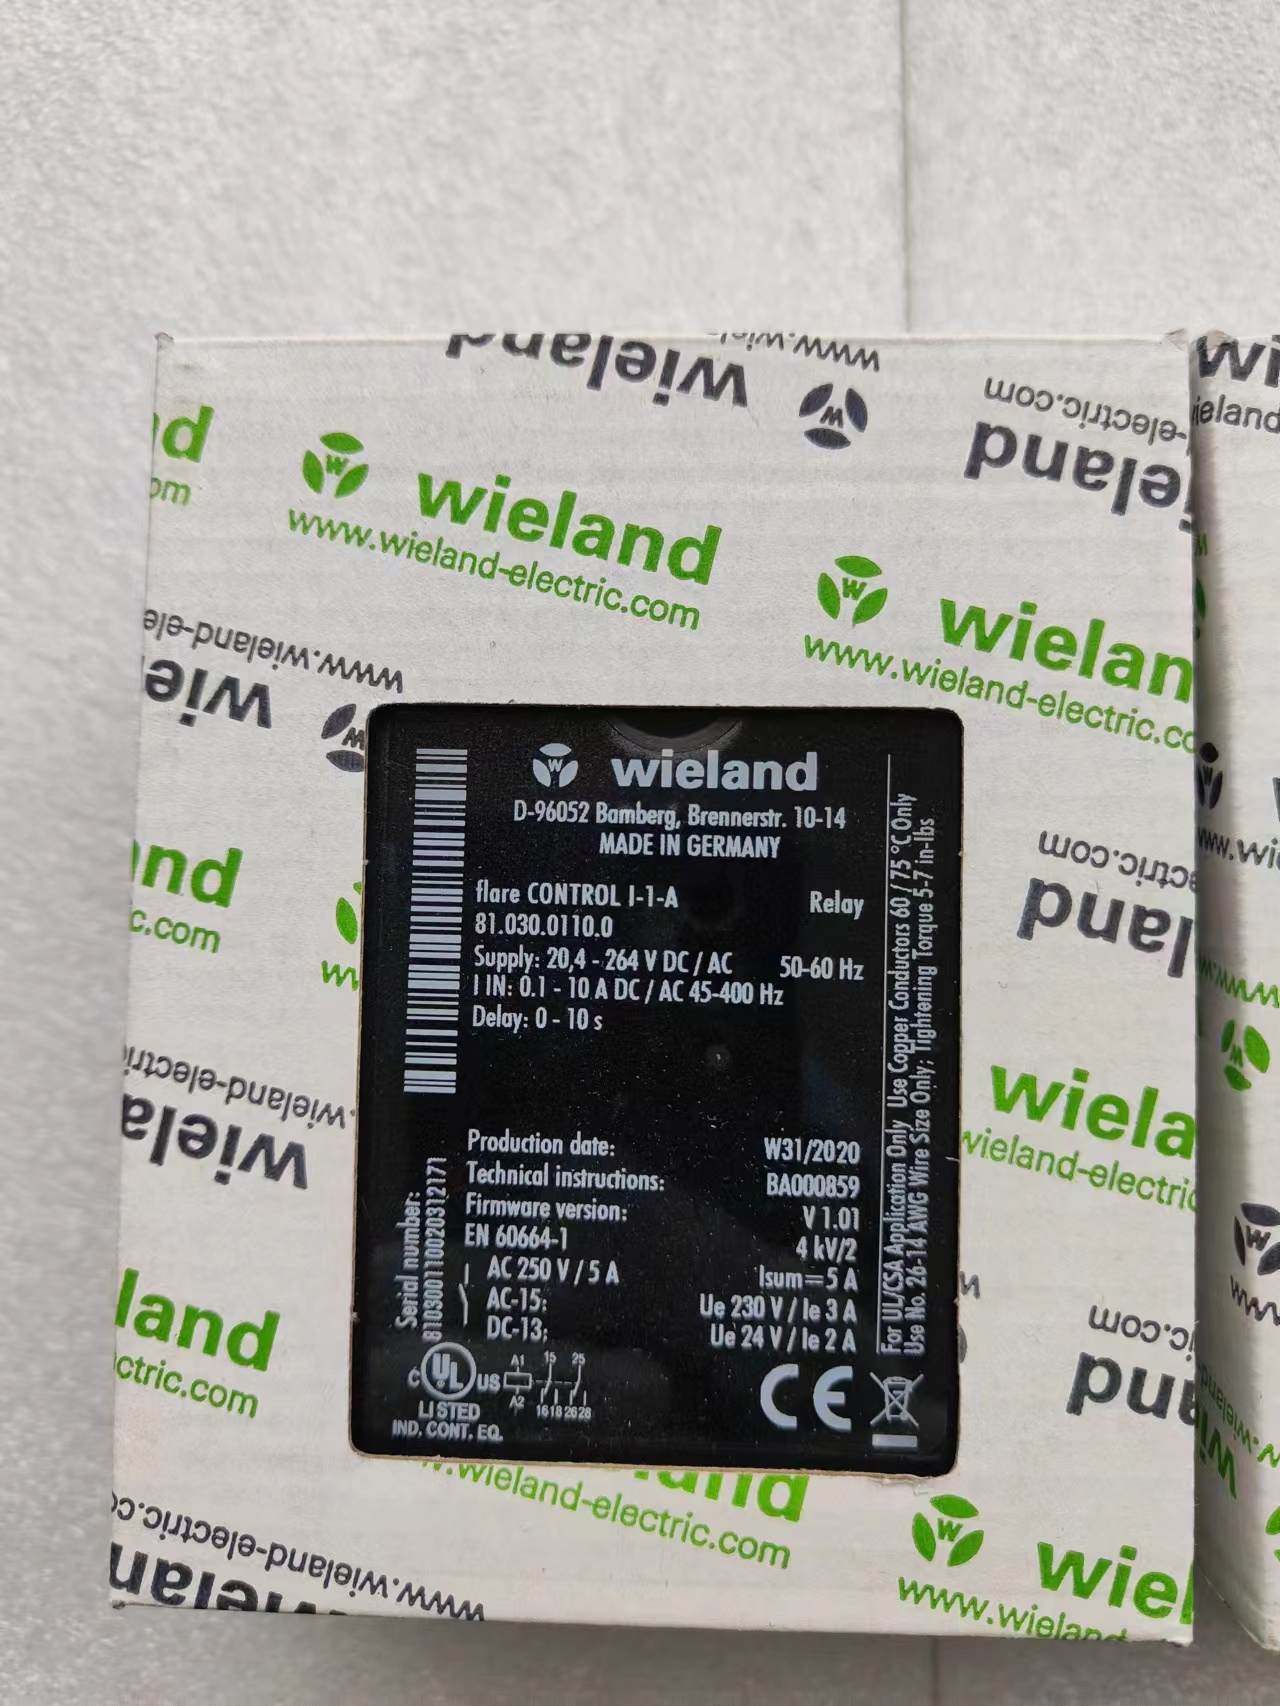 wieland
www.wieland-electric.com
wieland
www.wieland-electric.com
wieland
D-96052 Bamberg, Brennerstr. 10-14
MADE IN GERMANY
flare CONTROL I-1-A Relay
81.030.0110.0
Supply: 20,4 - 264 V DC / AC 50-60 Hz
I IN: 0.1 - 10 A DC / AC 45-400 Hz
Delay: 0 - 10 s
Production date: W31/2020
Technical instructions: BA000859
Firmware version: V 1.01
EN 60664-1 4 kV/2
AC 250 V / 5 A Isum=5 A
AC-15: Ue 230 V / Ie 3 A
DC-13: Ue 24 V / Ie 2 A
Serial number:
For UL/CSA Application Only Use Copper Conductors 60 / 75 °C Only
Use No. 26-14 AWG Wire Size Only; Tightening Torque 5-7 in-lbs
c UL us
LISTED
IND. CONT. EQ.
A1 15 25
A2 16 18 26 28
CE